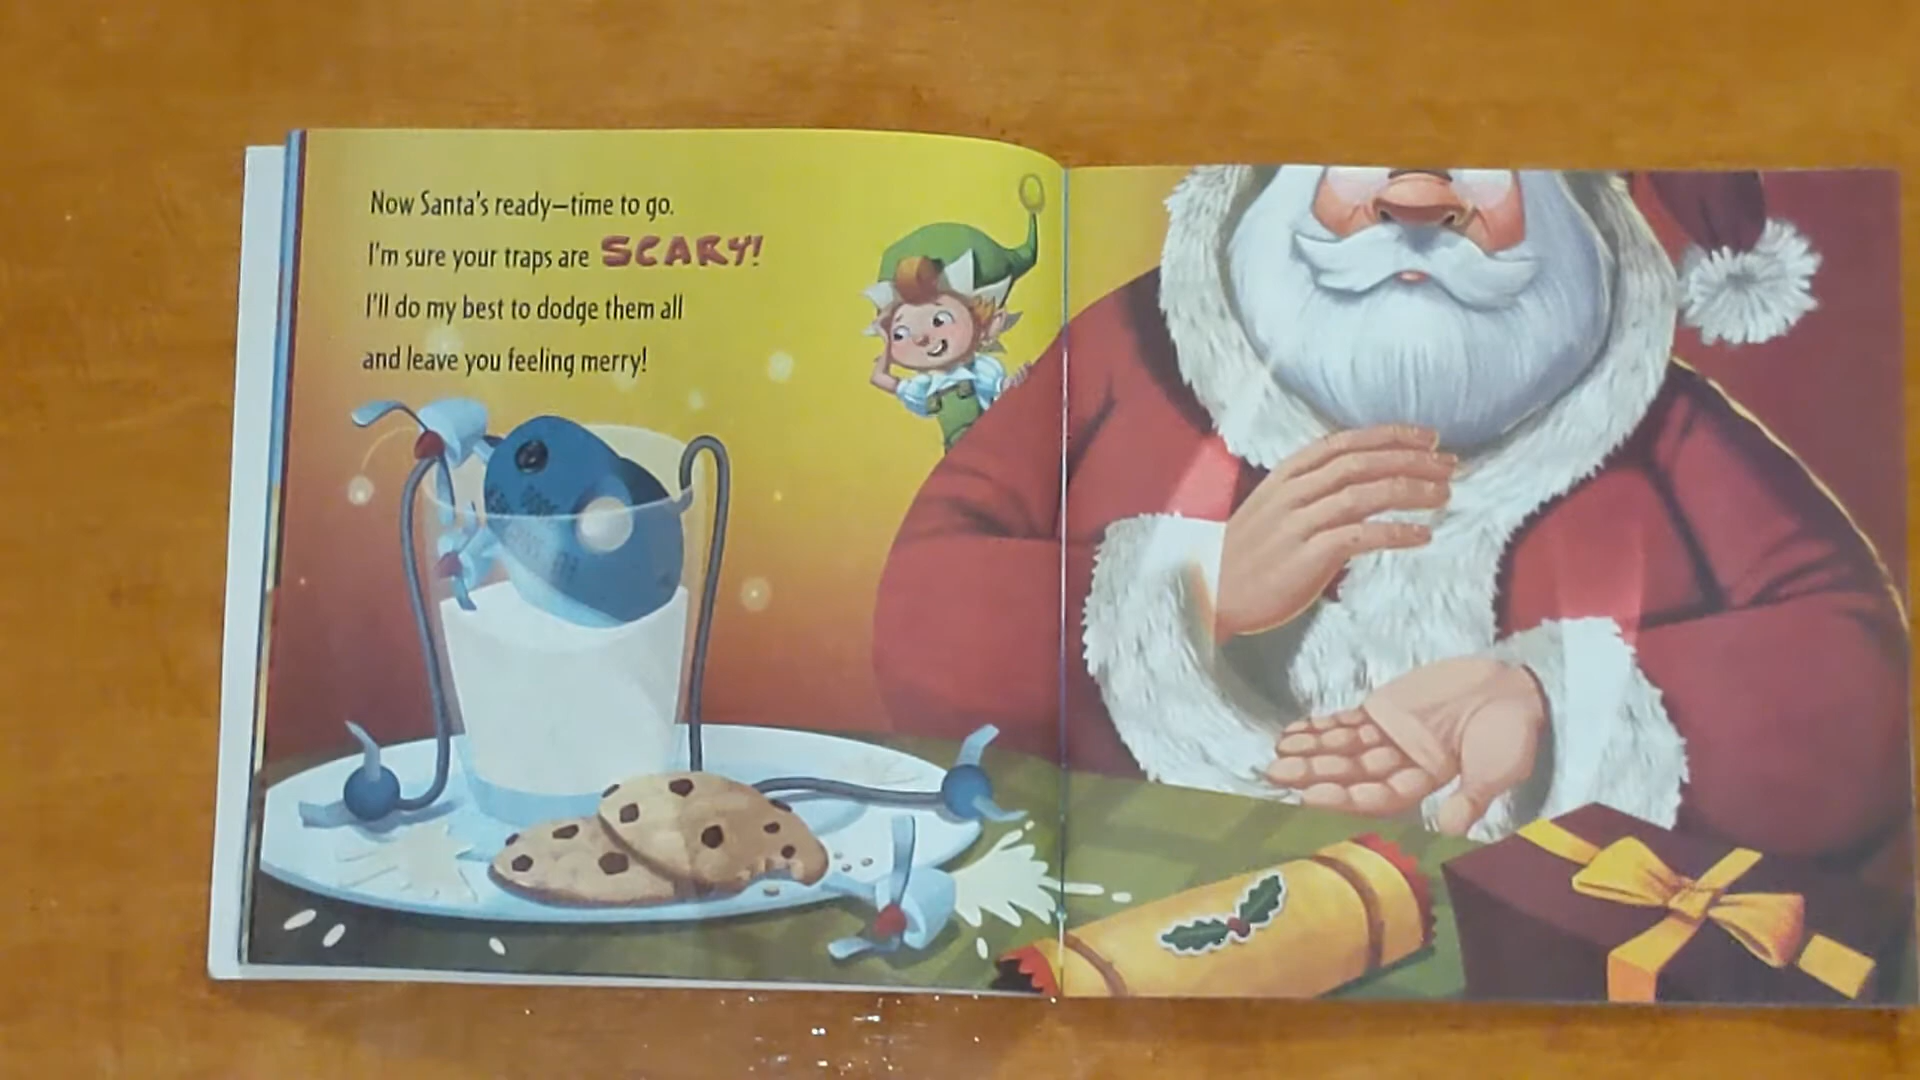 Now Santa's ready—time to go.
I'm sure your traps are SCARY!
I'll do my best to dodge them all
and leave you feeling merry!